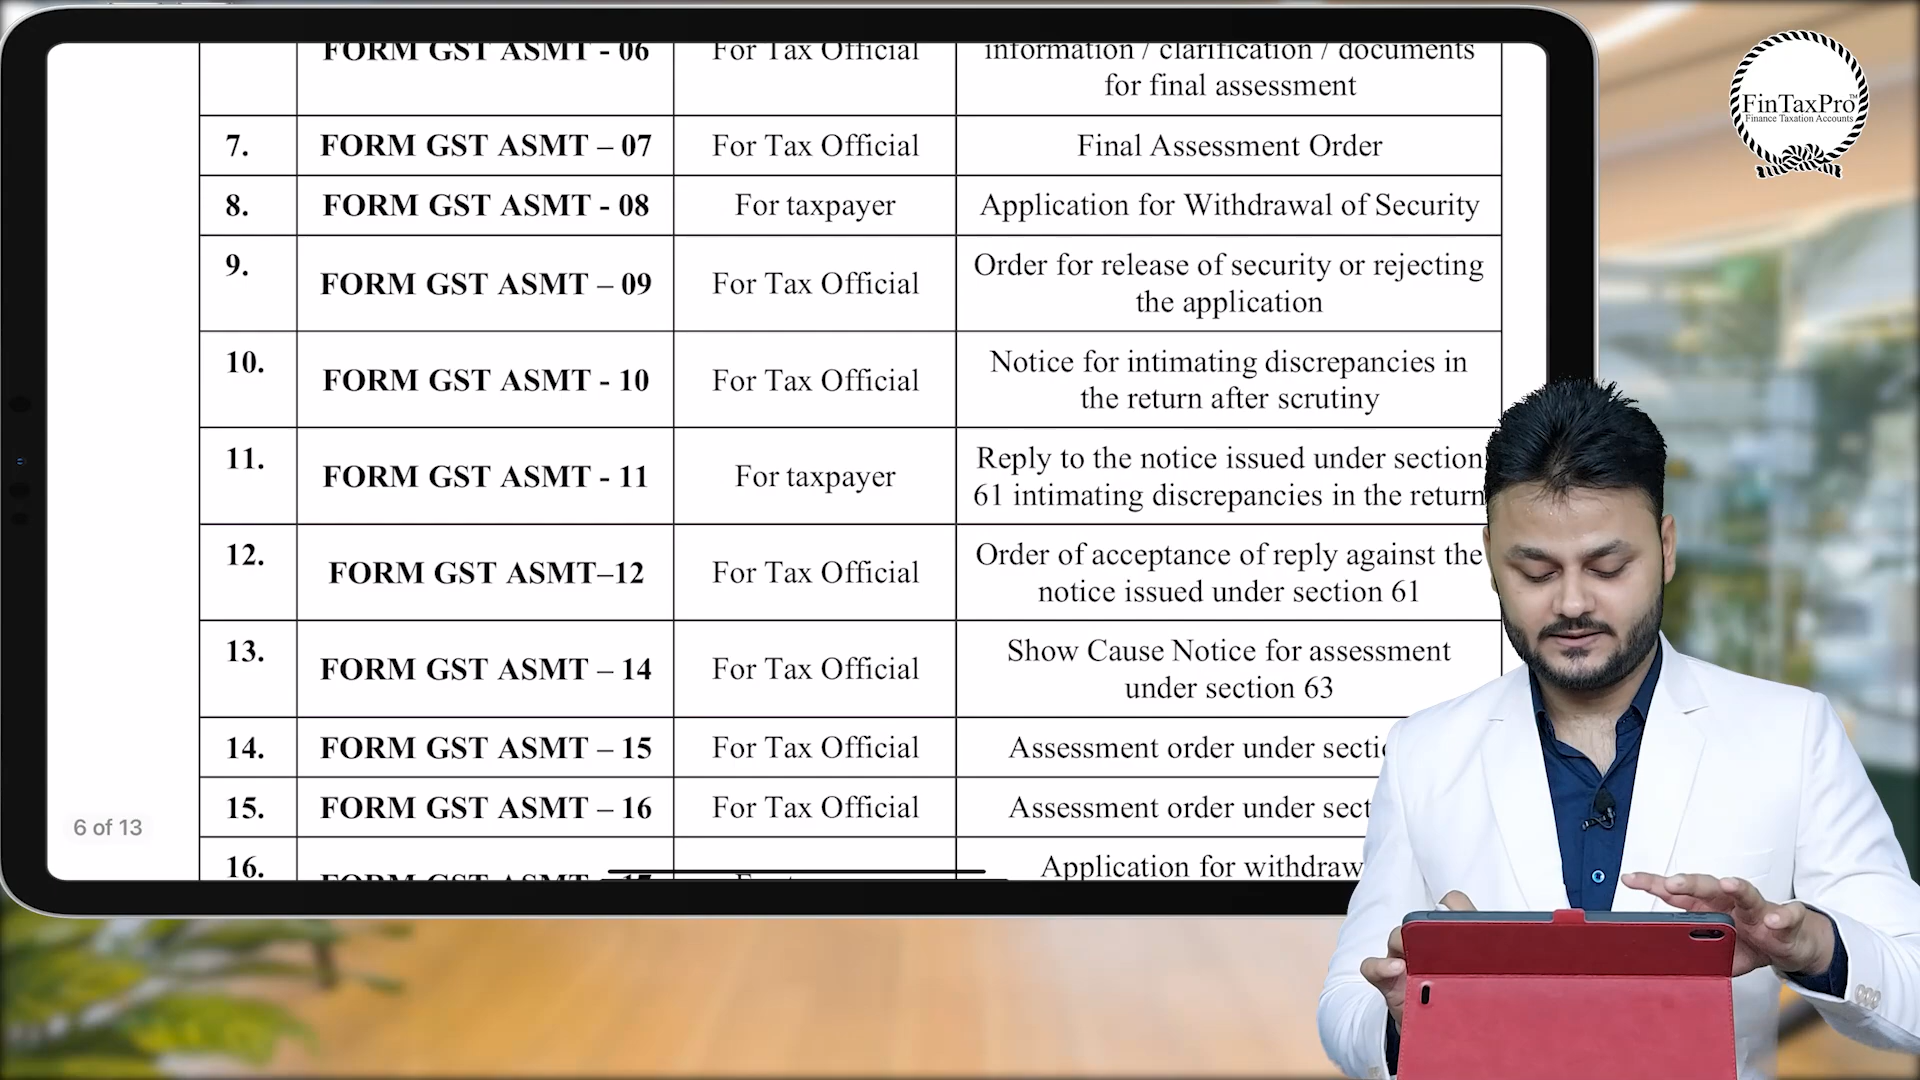 FORM GST ASMT - 06
For Tax Official
information / clarification / documents
for final assessment
7.
FORM GST ASMT – 07
For Tax Official
Final Assessment Order
8.
FORM GST ASMT - 08
For taxpayer
Application for Withdrawal of Security
9.
FORM GST ASMT – 09
For Tax Official
Order for release of security or rejecting
the application
10.
FORM GST ASMT - 10
For Tax Official
Notice for intimating discrepancies in
the return after scrutiny
11.
FORM GST ASMT - 11
For taxpayer
Reply to the notice issued under section
61 intimating discrepancies in the return
12.
FORM GST ASMT–12
For Tax Official
Order of acceptance of reply against the
notice issued under section 61
13.
FORM GST ASMT – 14
For Tax Official
Show Cause Notice for assessment
under section 63
14.
FORM GST ASMT – 15
For Tax Official
Assessment order under
15.
FORM GST ASMT – 16
For Tax Official
Assessment order under
16.
FORM GST ASMT – 17
For
Application for
6 of 13
FinTaxPro™
Finance Taxation Accounts